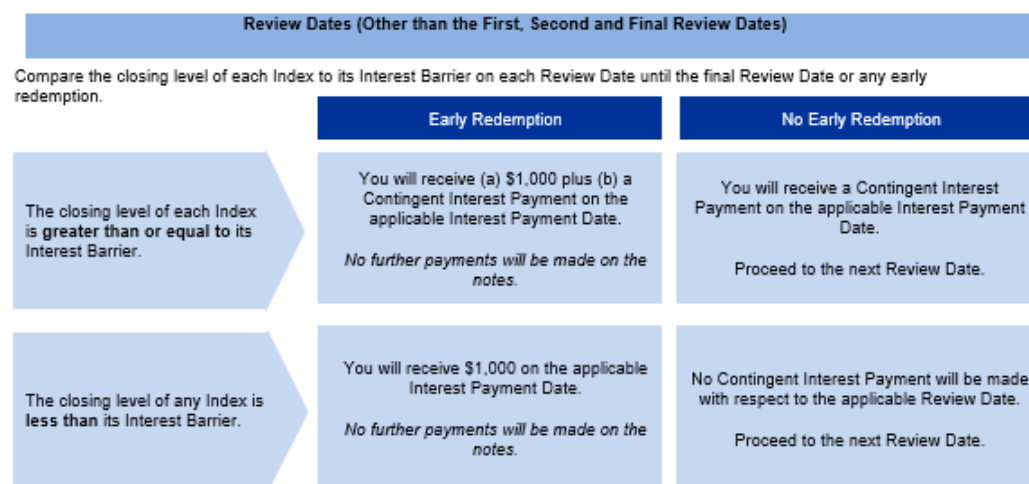 Review Dates (Other than the First, Second and Final Review Dates)
Compare the closing level of each Index to its Interest Barrier on each Review Date until the final Review Date or any early
redemption.
Early Redemption
No Early Redemption
The closing level of each Index
is greater than or equal to its
Interest Barrier.
You will receive (a) $1,000 plus (b) a
Contingent Interest Payment on the
applicable Interest Payment Date.
No further payments will be made on the
notes.
You will receive a Contingent Interest
Payment on the applicable Interest Payment
Date.
Proceed to the next Review Date.
The closing level of any Index is
less than its Interest Barrier.
You will receive $1,000 on the applicable
Interest Payment Date.
No further payments will be made on the
notes.
No Contingent Interest Payment will be made
with respect to the applicable Review Date.
Proceed to the next Review Date.